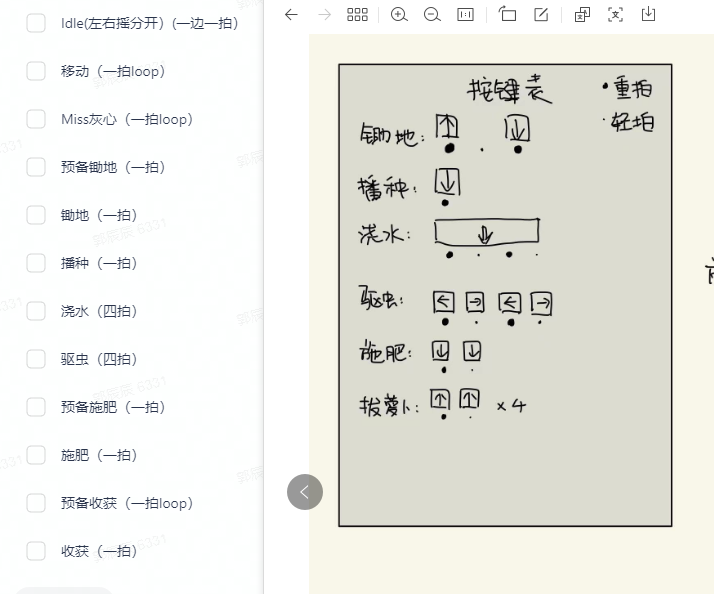 Idle(左右摇分开)（一边一拍）
移动（一拍loop）
Miss灰心（一拍loop）
预备锄地（一拍）
锄地（一拍）
播种（一拍）
浇水（四拍）
驱虫（四拍）
预备施肥（一拍）
施肥（一拍）
预备收获（一拍loop）
收获（一拍）
按键表
•重拍
·轻拍
锄地: ↑ ↓
播种: ↓
浇水: ↓
驱虫: ← → ← →
施肥: ↓ ↓
拔萝卜: ↑ ↑ ×4